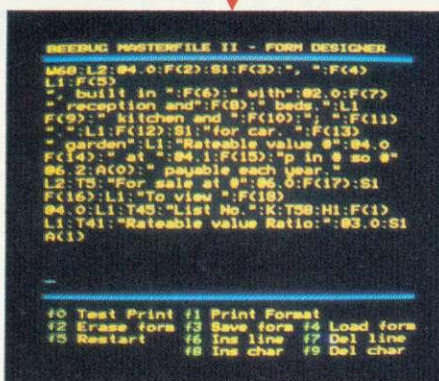 BEEBUG MASTERFILE II - FORM DESIGNER
W60:L2:@4.0:F(2):S1:F(3):", ":F(4)
L1:F(5)
", built in ":F(6):" with":@2.0:F(7)
" reception and":F(8):" beds.":L1
F(9):" kitchen and ":F(10):", ":F(11)
", ":L1:F(12):S1:"for car. ":F(13)
" garden":L1:"Rateable value #":@4.0
F(14):" at ":@4.1:F(15):"p in # so #"
@6.2:A(0):" payable each year."
L2:T5:"For sale at #":@6.0:F(17):S1
F(16):L1:"To view ":F(18)
@4.0:L1:T45:"List No.":K:T58:H1:F(1)
L1:T41:"Rateable value Ratio:":@3.0:S1
A(1)
f0 Test Print f1 Print Format
f2 Erase form f3 Save form f4 Load form
f5 Restart f6 Ins line f7 Del line
f8 Ins char f9 Del char